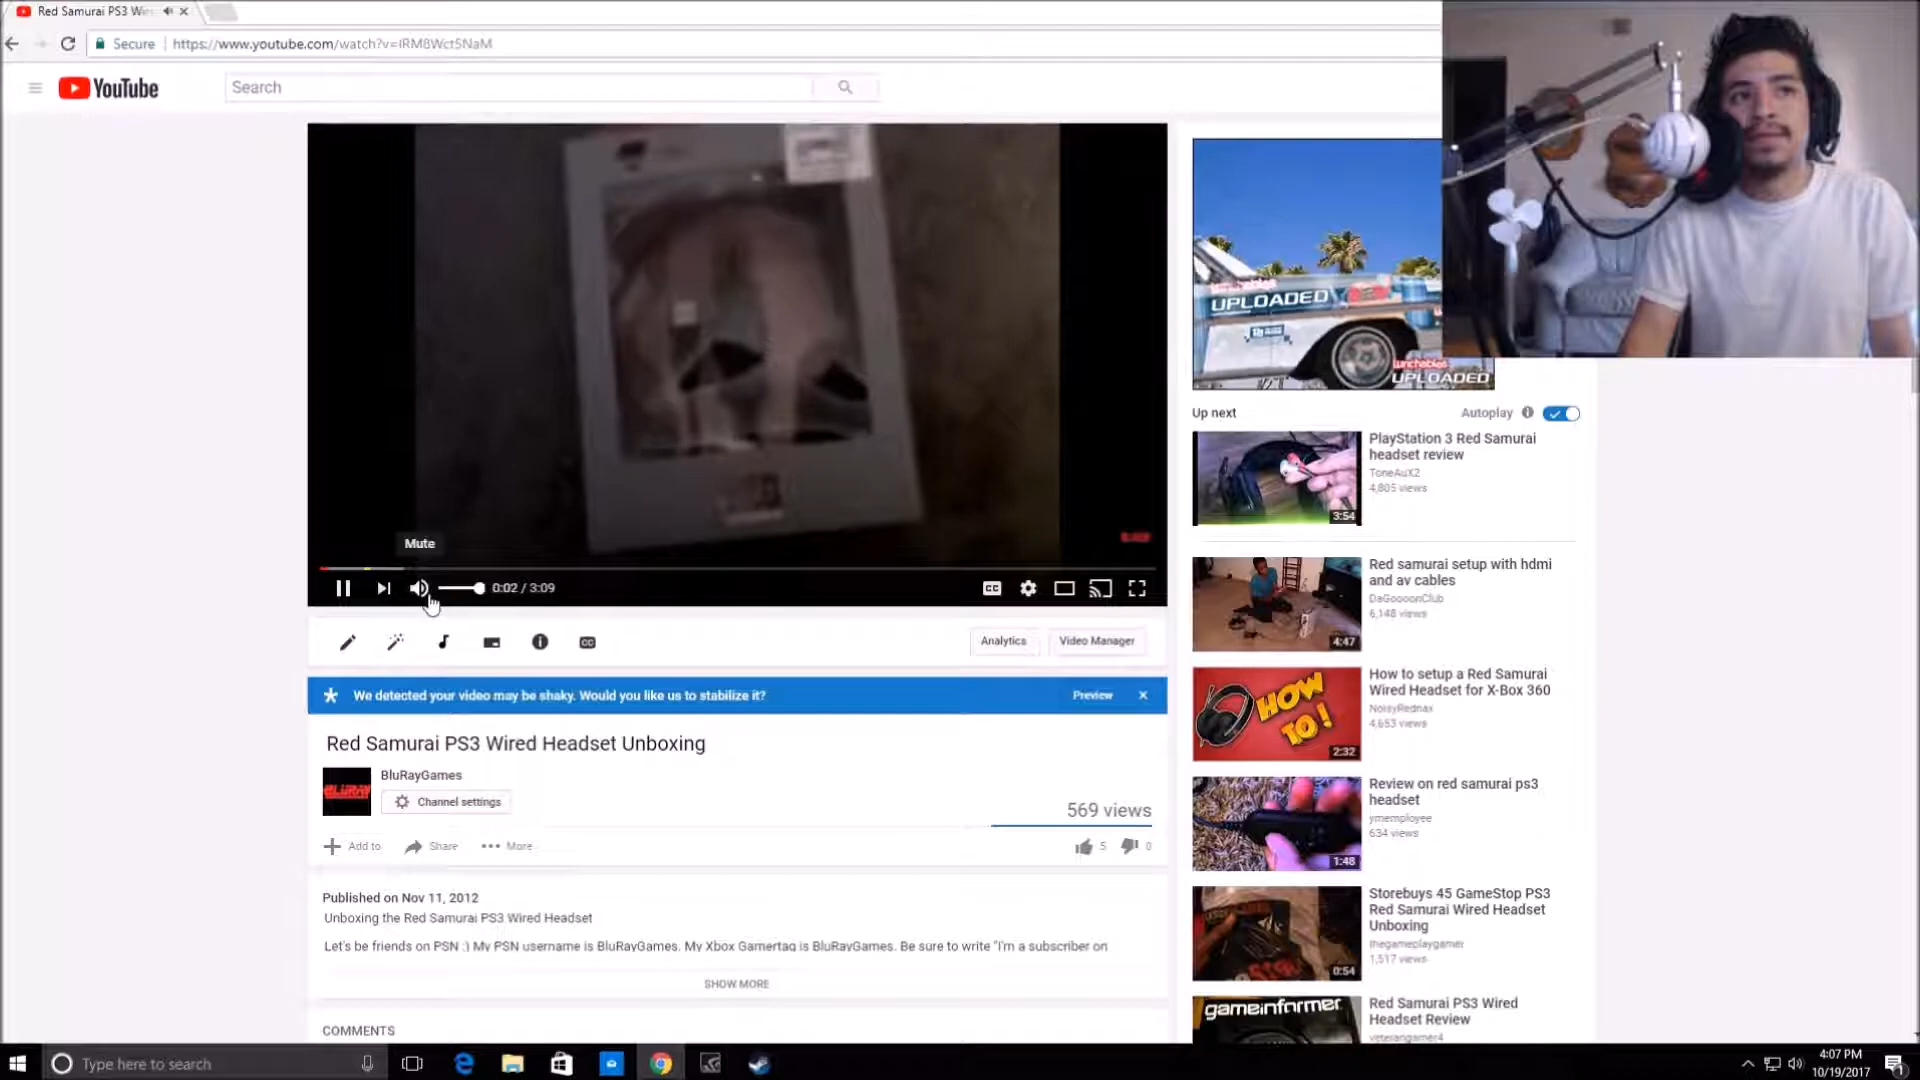 Red Samurai PS3 Wir
Secure
https://www.youtube.com/watch?v=IRM8Wct5NaM
YouTube
Search
Mute
0:02 / 3:09
Analytics
Video Manager
We detected your video may be shaky. Would you like us to stabilize it?
Preview
Red Samurai PS3 Wired Headset Unboxing
BluRayGames
BLURAY
Channel settings
569 views
Add to
Share
More
5
0
Published on Nov 11, 2012
Unboxing the Red Samurai PS3 Wired Headset
Let's be friends on PSN :) My PSN username is BluRayGames. My Xbox Gamertag is BluRayGames. Be sure to write "I'm a subscriber on
SHOW MORE
COMMENTS
UPLOADED
Lunchables
UPLOADED
Up next
Autoplay
PlayStation 3 Red Samurai
headset review
ToneAuX2
4,805 views
3:54
Red samurai setup with hdmi
and av cables
DaGoooonClub
6,148 views
4:47
How to setup a Red Samurai
Wired Headset for X-Box 360
NoisyRednax
4,653 views
HOW
TO!
2:32
Review on red samurai ps3
headset
ymemployee
634 views
1:48
Storebuys 45 GameStop PS3
Red Samurai Wired Headset
Unboxing
thegameplaygamer
1,517 views
0:54
gameinformer
Red Samurai PS3 Wired
Headset Review
veterangamer4
Type here to search
4:07 PM
10/19/2017